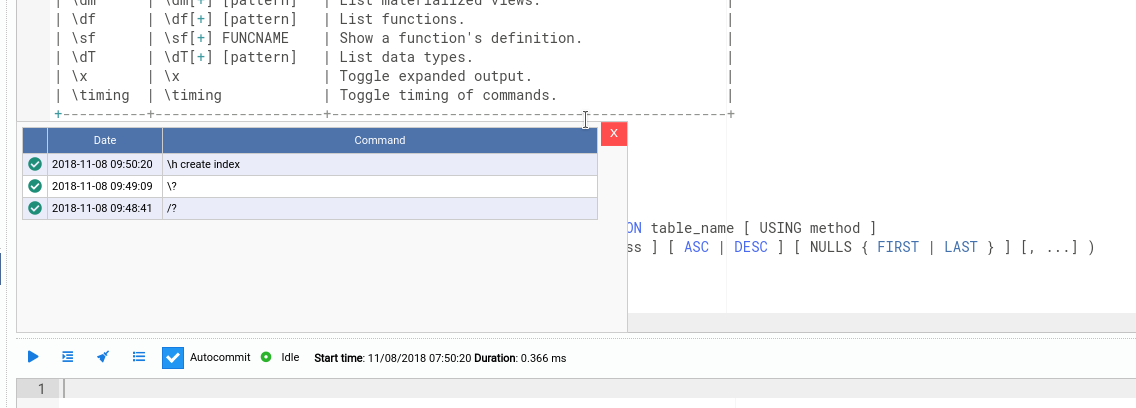 | \dm | \dm[+] [pattern] | List materialized views. |
| \df | \df[+] [pattern] | List functions. |
| \sf | \sf[+] FUNCNAME | Show a function's definition. |
| \dT | \dT[+] [pattern] | List data types. |
| \x | \x | Toggle expanded output. |
| \timing | \timing | Toggle timing of commands. |
+----------+--------------------+-----------------------------------------------+
X
Date Command
2018-11-08 09:50:20 \h create index
2018-11-08 09:49:09 \?
2018-11-08 09:48:41 /?
ON table_name [ USING method ]
ss ] [ ASC | DESC ] [ NULLS { FIRST | LAST } ] [, ...] )
Autocommit Idle Start time: 11/08/2018 07:50:20 Duration: 0.366 ms
1